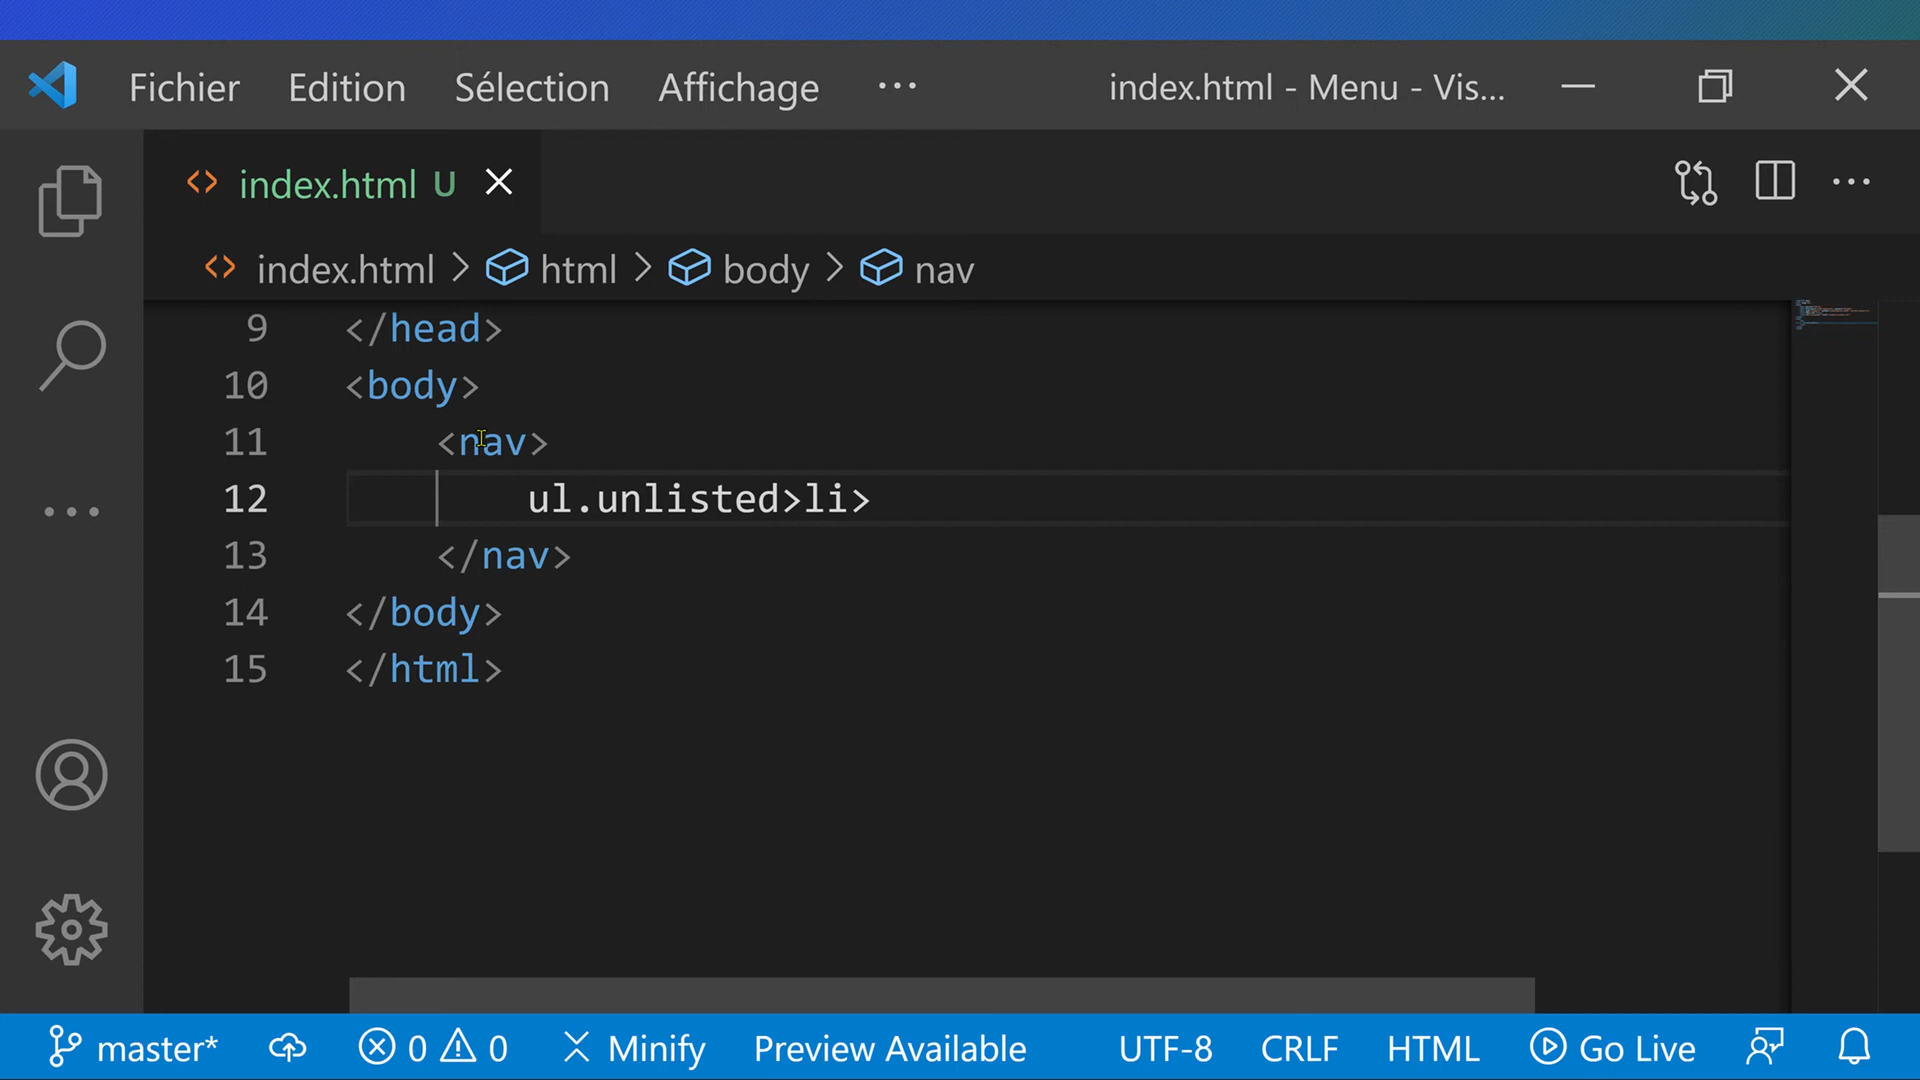 Fichier Edition Sélection Affichage ··· index.html - Menu - Vis...
index.html U
index.html > html > body > nav
9 </head>
10 <body>
11 <nav>
12 ul.unlisted>li>
13 </nav>
14 </body>
15 </html>
master* 0 0 Minify Preview Available UTF-8 CRLF HTML Go Live